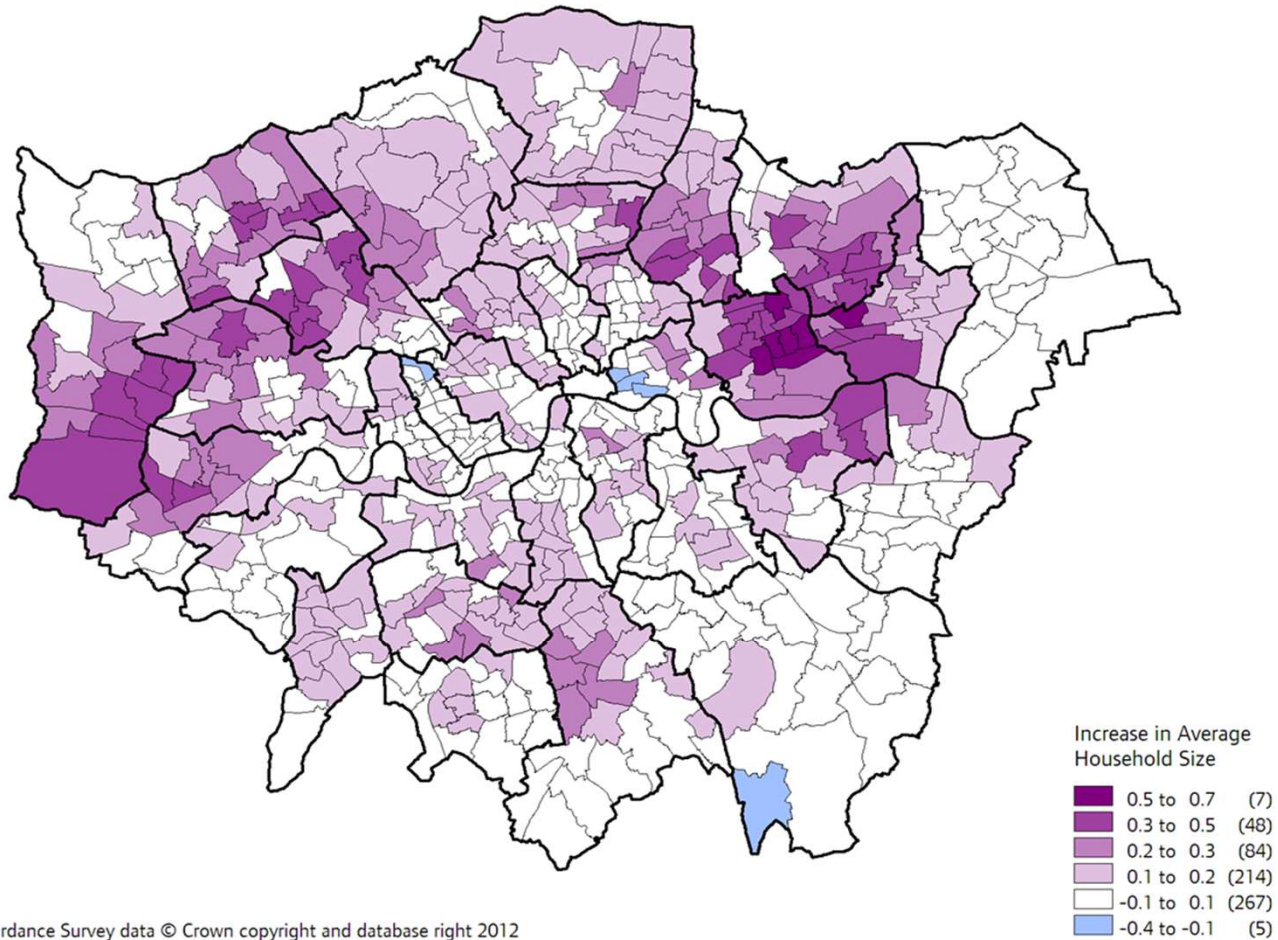 Increase in Average
Household Size
0.5 to 0.7 (7)
0.3 to 0.5 (48)
0.2 to 0.3 (84)
0.1 to 0.2 (214)
-0.1 to 0.1 (267)
-0.4 to -0.1 (5)
rdance Survey data © Crown copyright and database right 2012